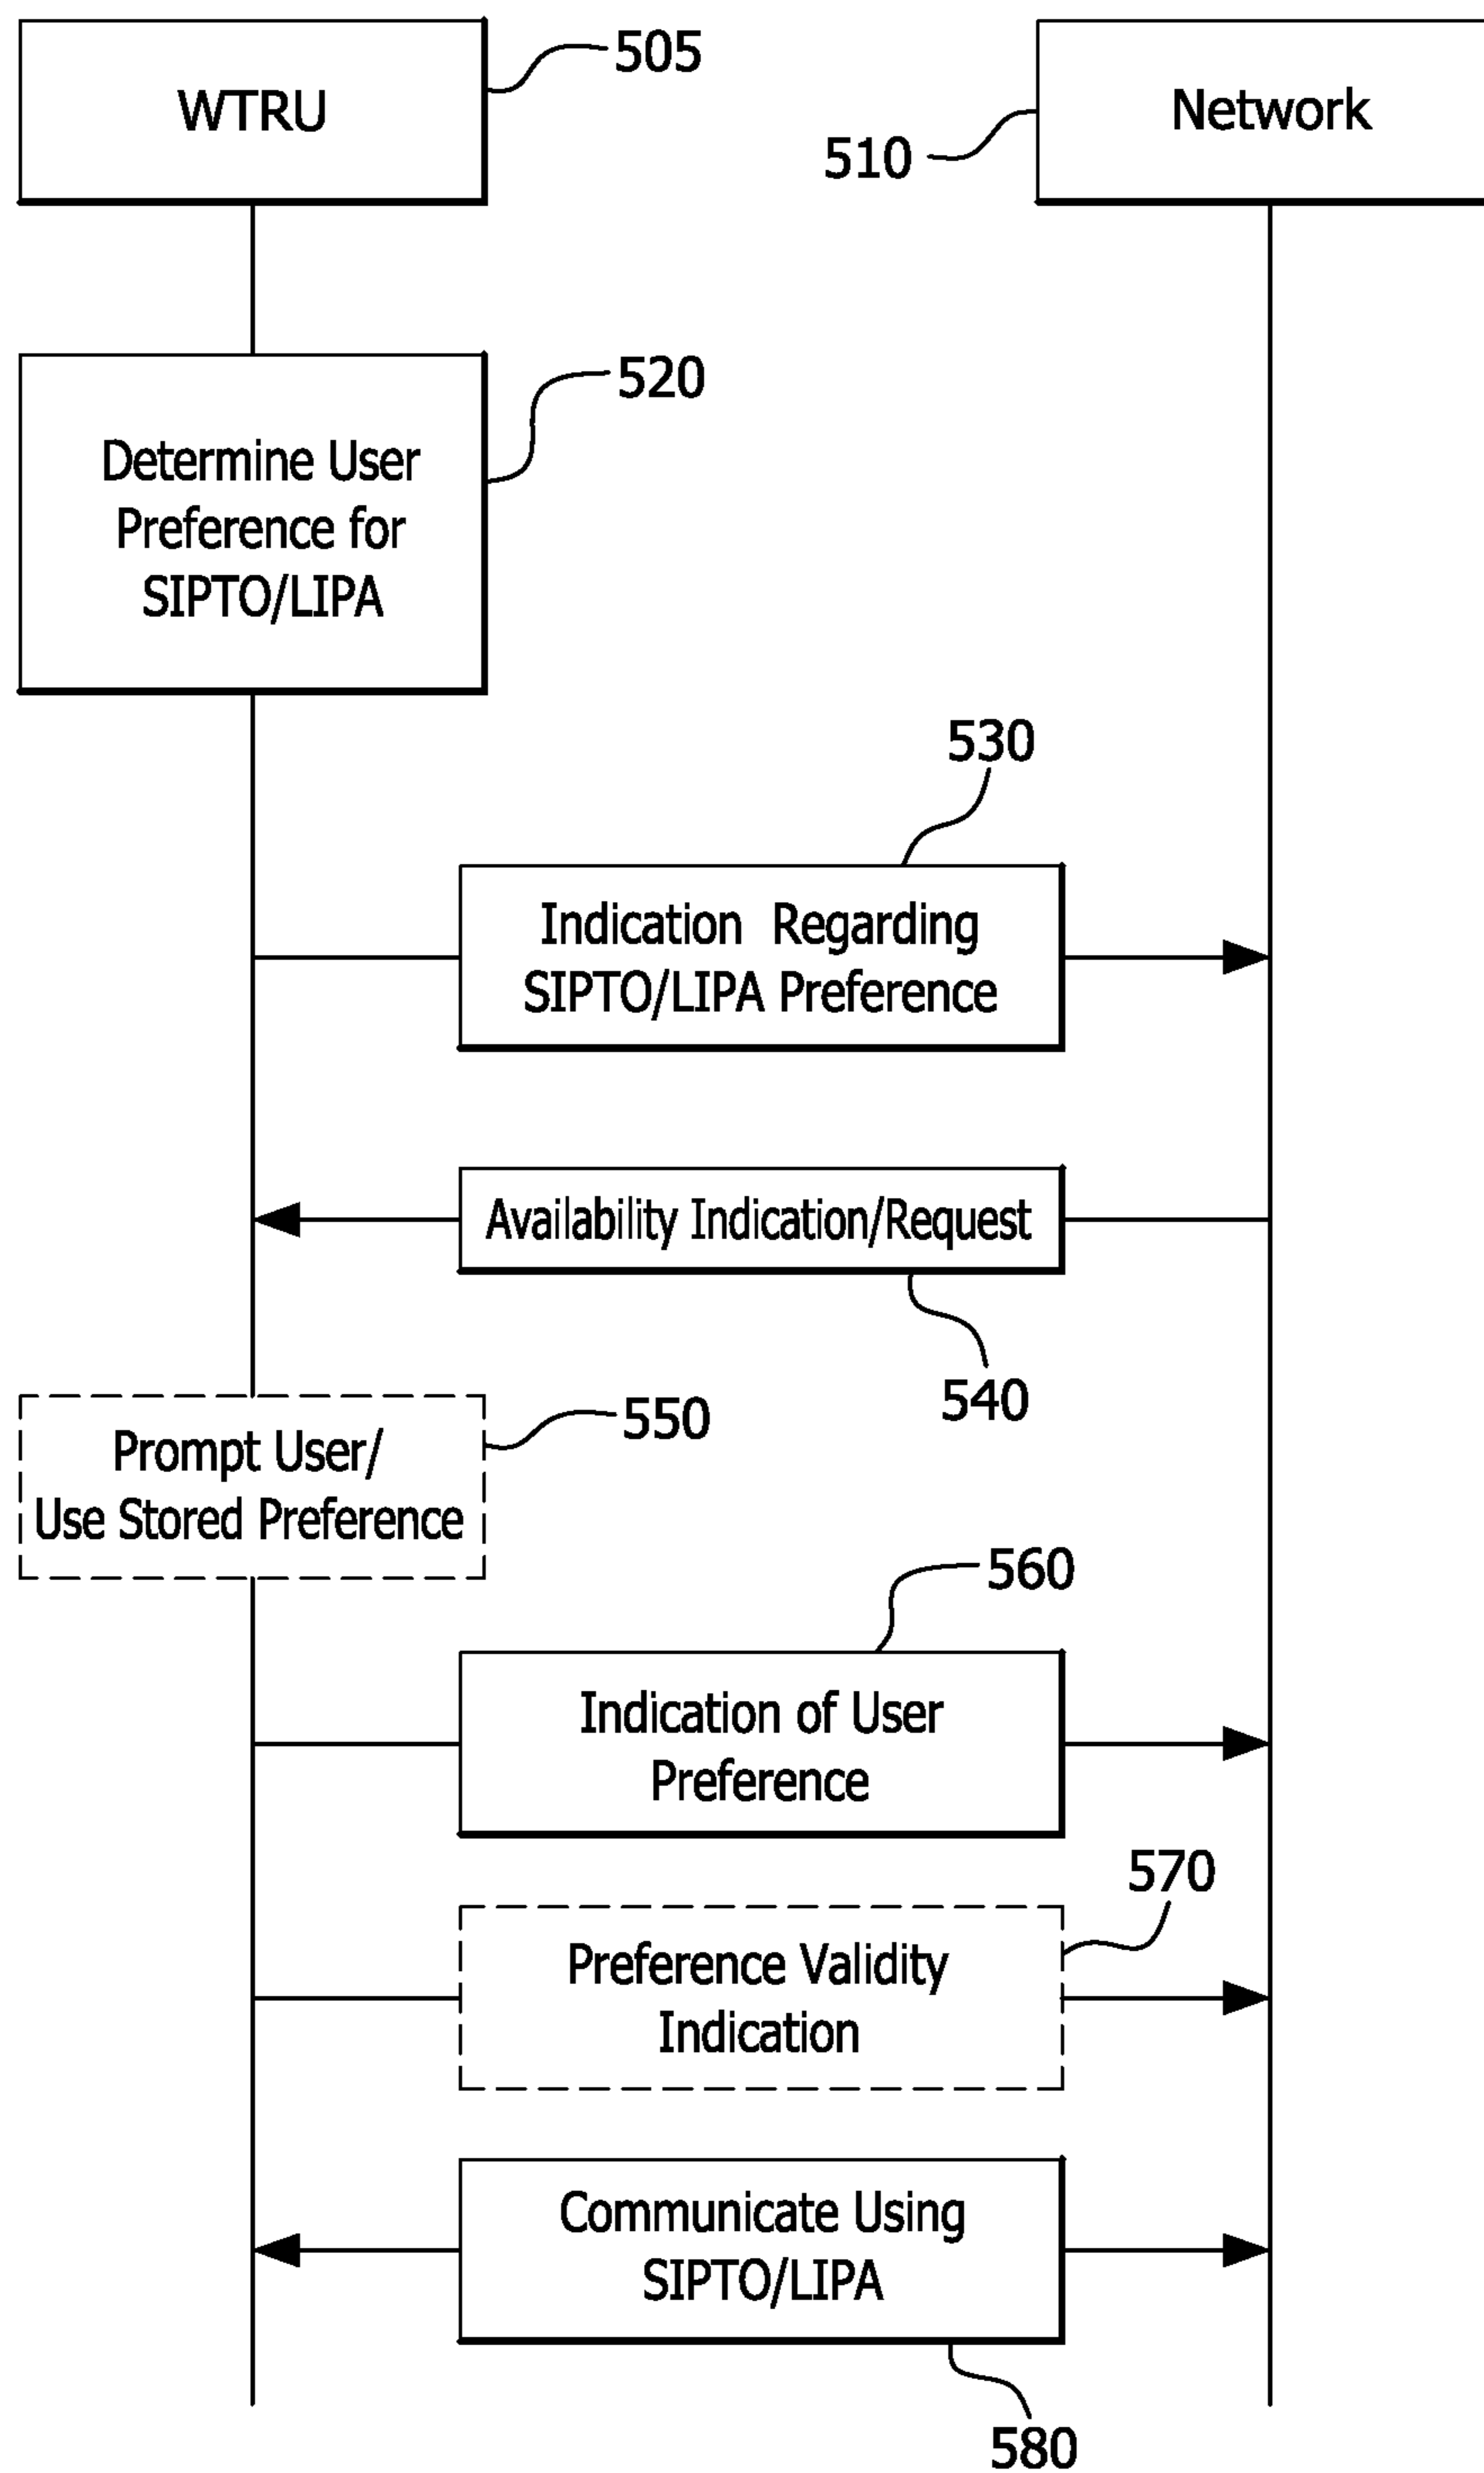 WTRU
505
510
Network
Determine User
Preference for
SIPTO/LIPA
520
530
Indication Regarding
SIPTO/LIPA Preference
Availability Indication/Request
540
Prompt User/
Use Stored Preference
550
560
Indication of User
Preference
570
Preference Validity
Indication
Communicate Using
SIPTO/LIPA
580